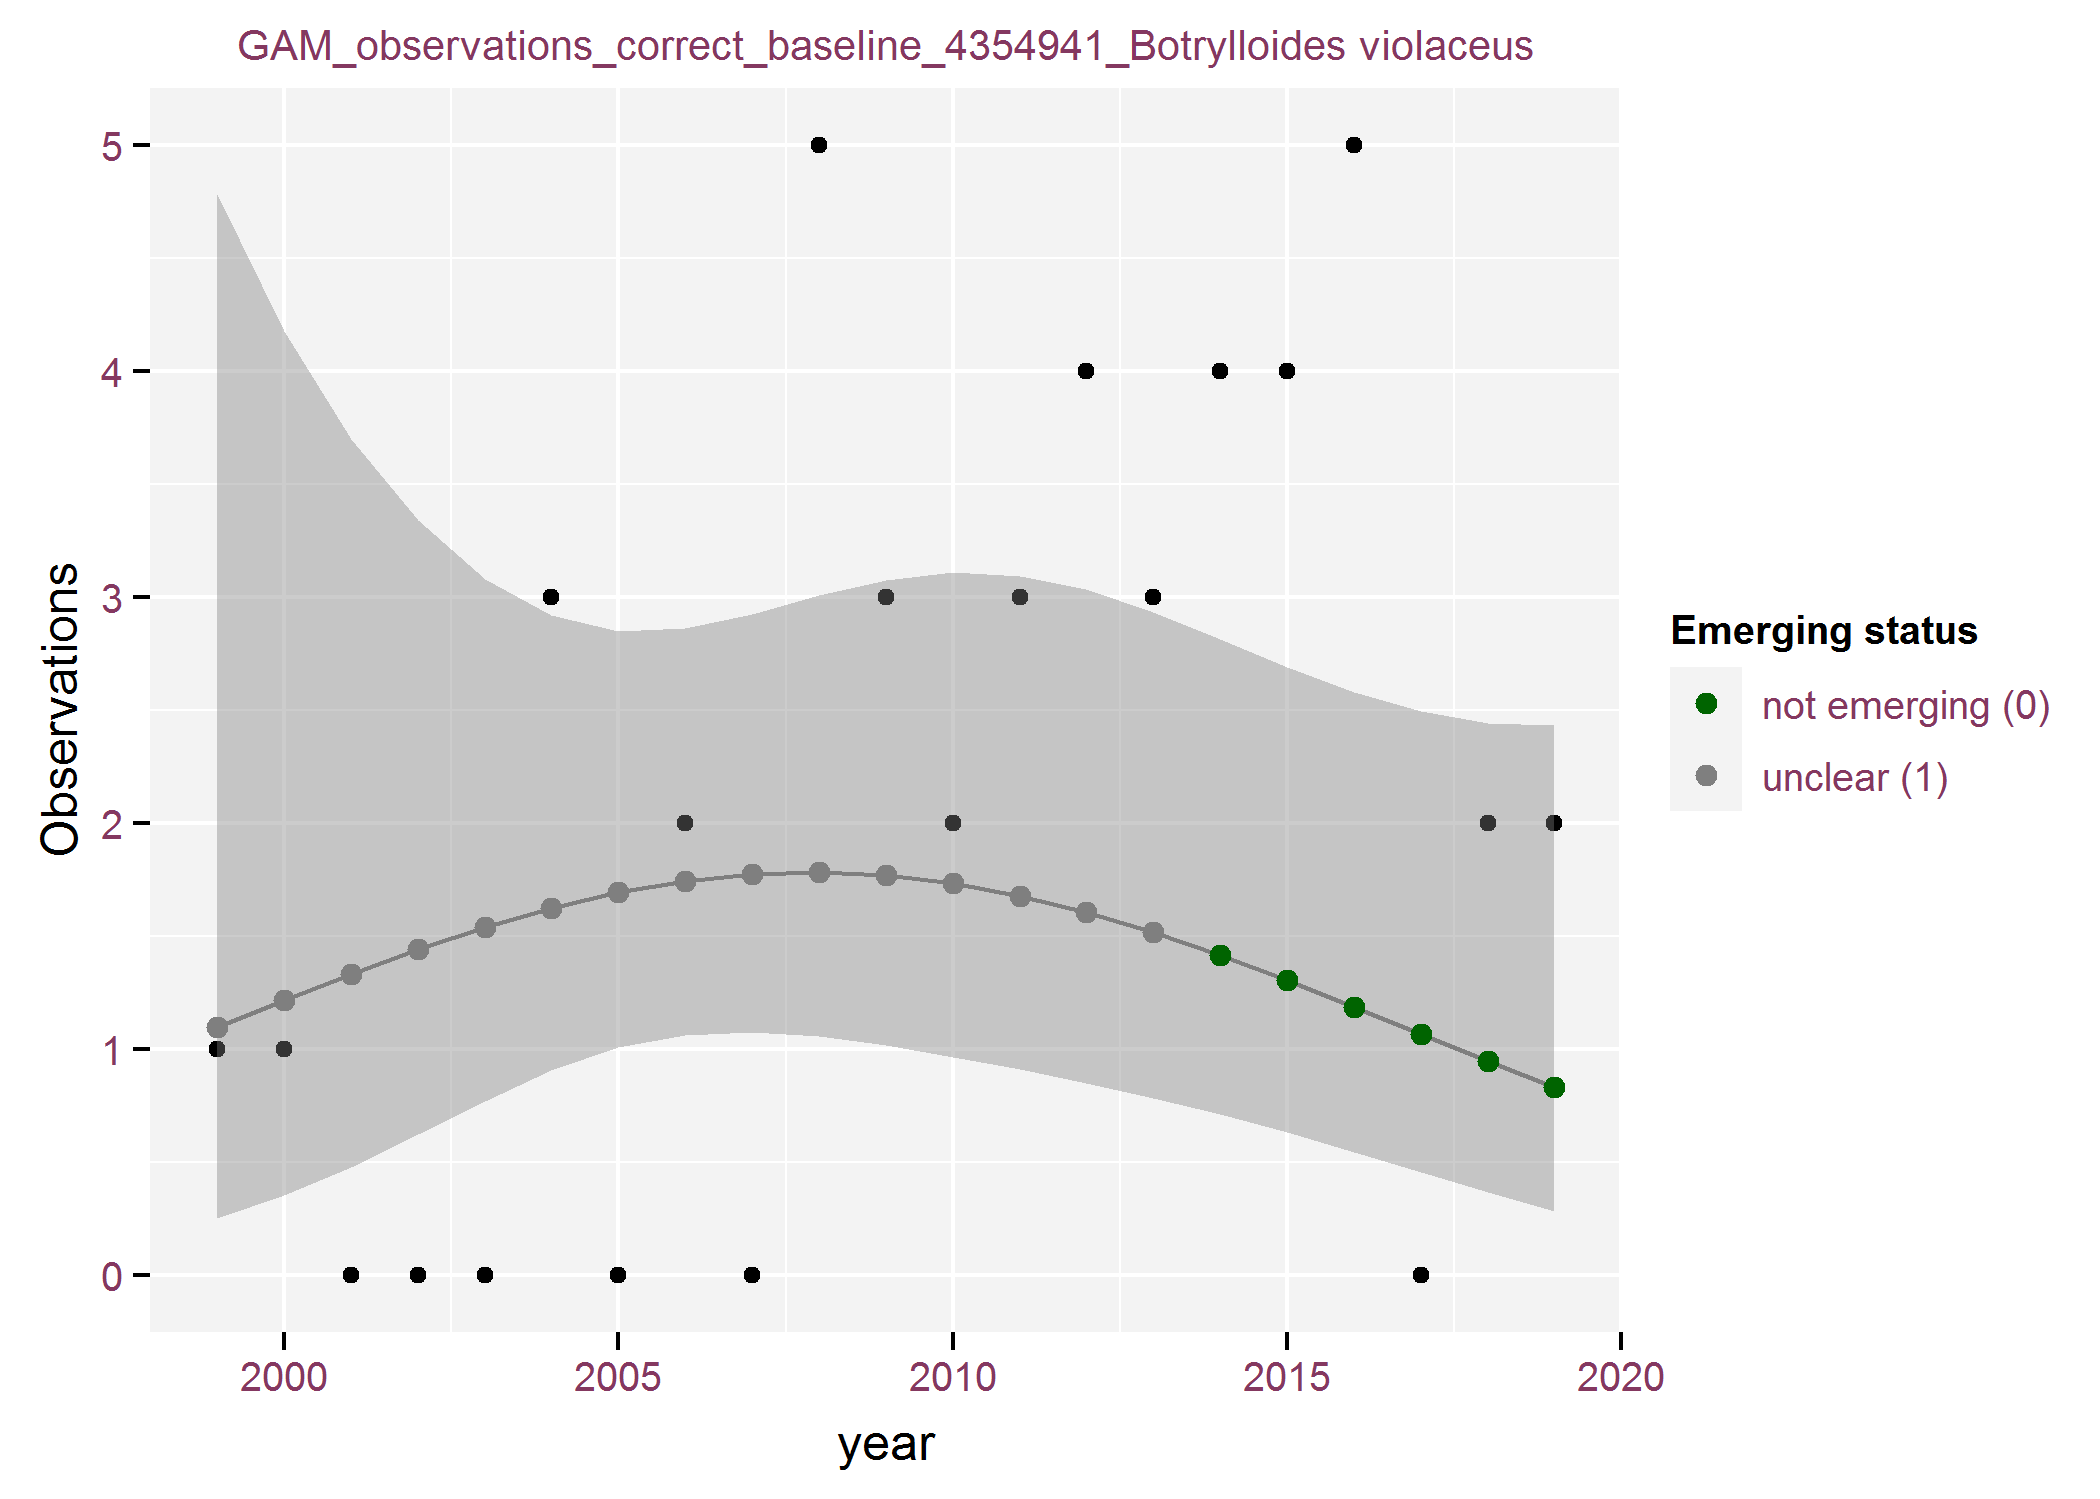 GAM_observations_correct_baseline_4354941_Botrylloides violaceus
5
4
3
2
1
0
Observations
2000 2005 2010 2015 2020
year
Emerging status
not emerging (0)
unclear (1)